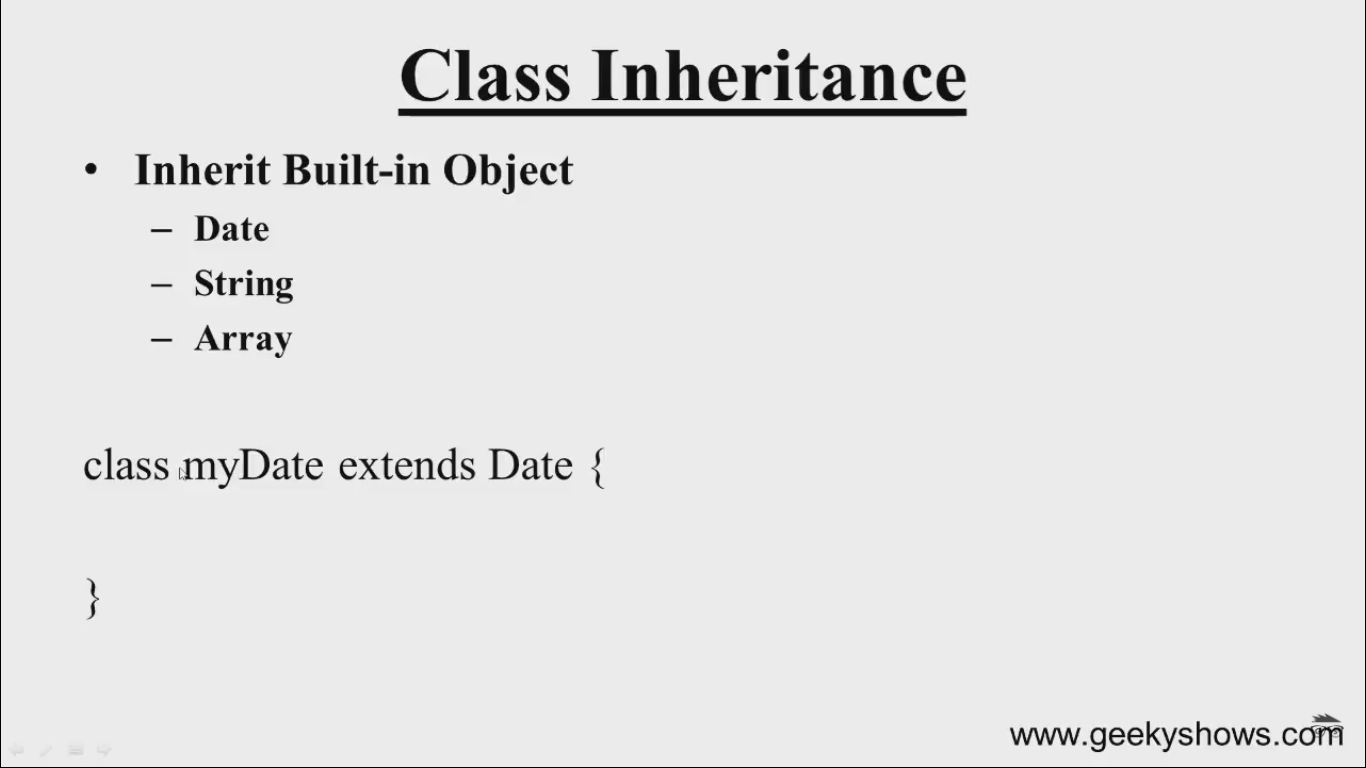 Class Inheritance
• Inherit Built-in Object
– Date
– String
– Array
class myDate extends Date {
}
www.geekyshows.com